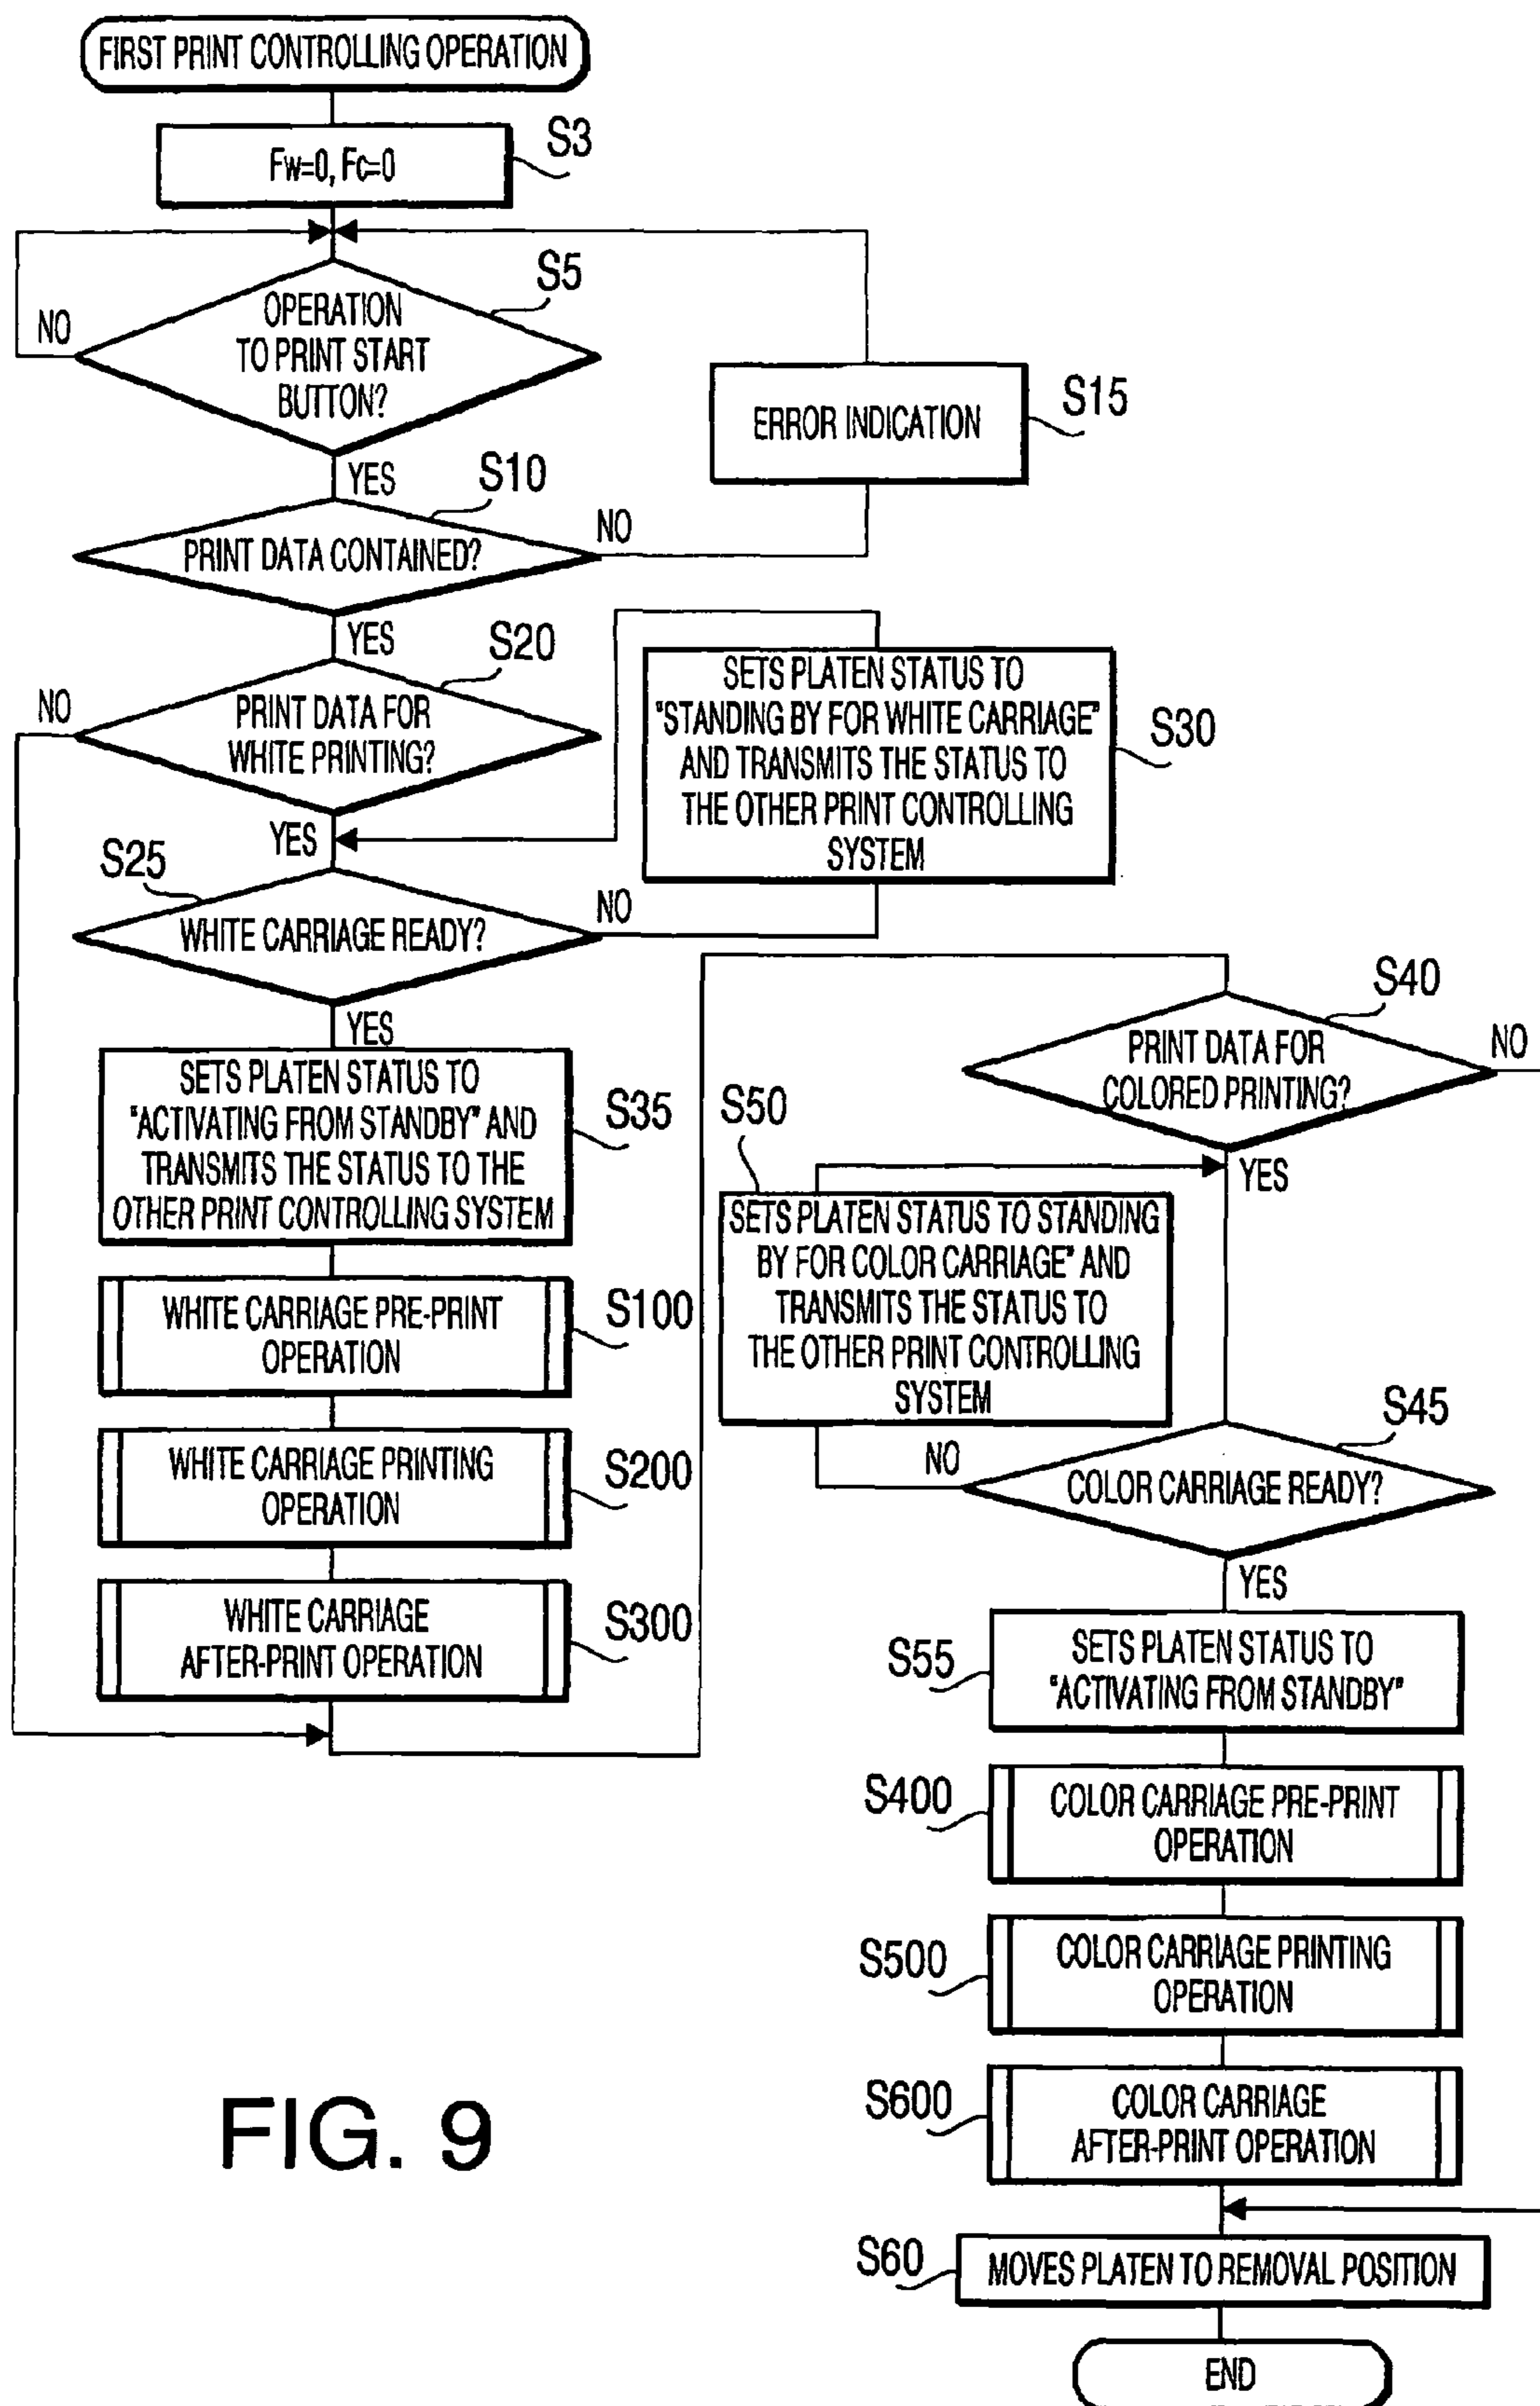 FIRST PRINT CONTROLLING OPERATION
S3
Fw=0, Fc=0
S5
OPERATION
TO PRINT START
BUTTON?
NO
YES
S15
ERROR INDICATION
S10
PRINT DATA CONTAINED?
NO
YES
S20
PRINT DATA FOR
WHITE PRINTING?
NO
YES
S30
SETS PLATEN STATUS TO
"STANDING BY FOR WHITE CARRIAGE"
AND TRANSMITS THE STATUS TO
THE OTHER PRINT CONTROLLING
SYSTEM
S25
WHITE CARRIAGE READY?
NO
YES
S35
SETS PLATEN STATUS TO
"ACTIVATING FROM STANDBY" AND
TRANSMITS THE STATUS TO THE
OTHER PRINT CONTROLLING SYSTEM
S100
WHITE CARRIAGE PRE-PRINT
OPERATION
S200
WHITE CARRIAGE PRINTING
OPERATION
S300
WHITE CARRIAGE
AFTER-PRINT OPERATION
S40
PRINT DATA FOR
COLORED PRINTING?
NO
YES
S50
SETS PLATEN STATUS TO STANDING
BY FOR COLOR CARRIAGE" AND
TRANSMITS THE STATUS TO
THE OTHER PRINT CONTROLLING
SYSTEM
S45
COLOR CARRIAGE READY?
NO
YES
S55
SETS PLATEN STATUS TO
"ACTIVATING FROM STANDBY"
S400
COLOR CARRIAGE PRE-PRINT
OPERATION
S500
COLOR CARRIAGE PRINTING
OPERATION
S600
COLOR CARRIAGE
AFTER-PRINT OPERATION
S60
MOVES PLATEN TO REMOVAL POSITION
END
FIG. 9